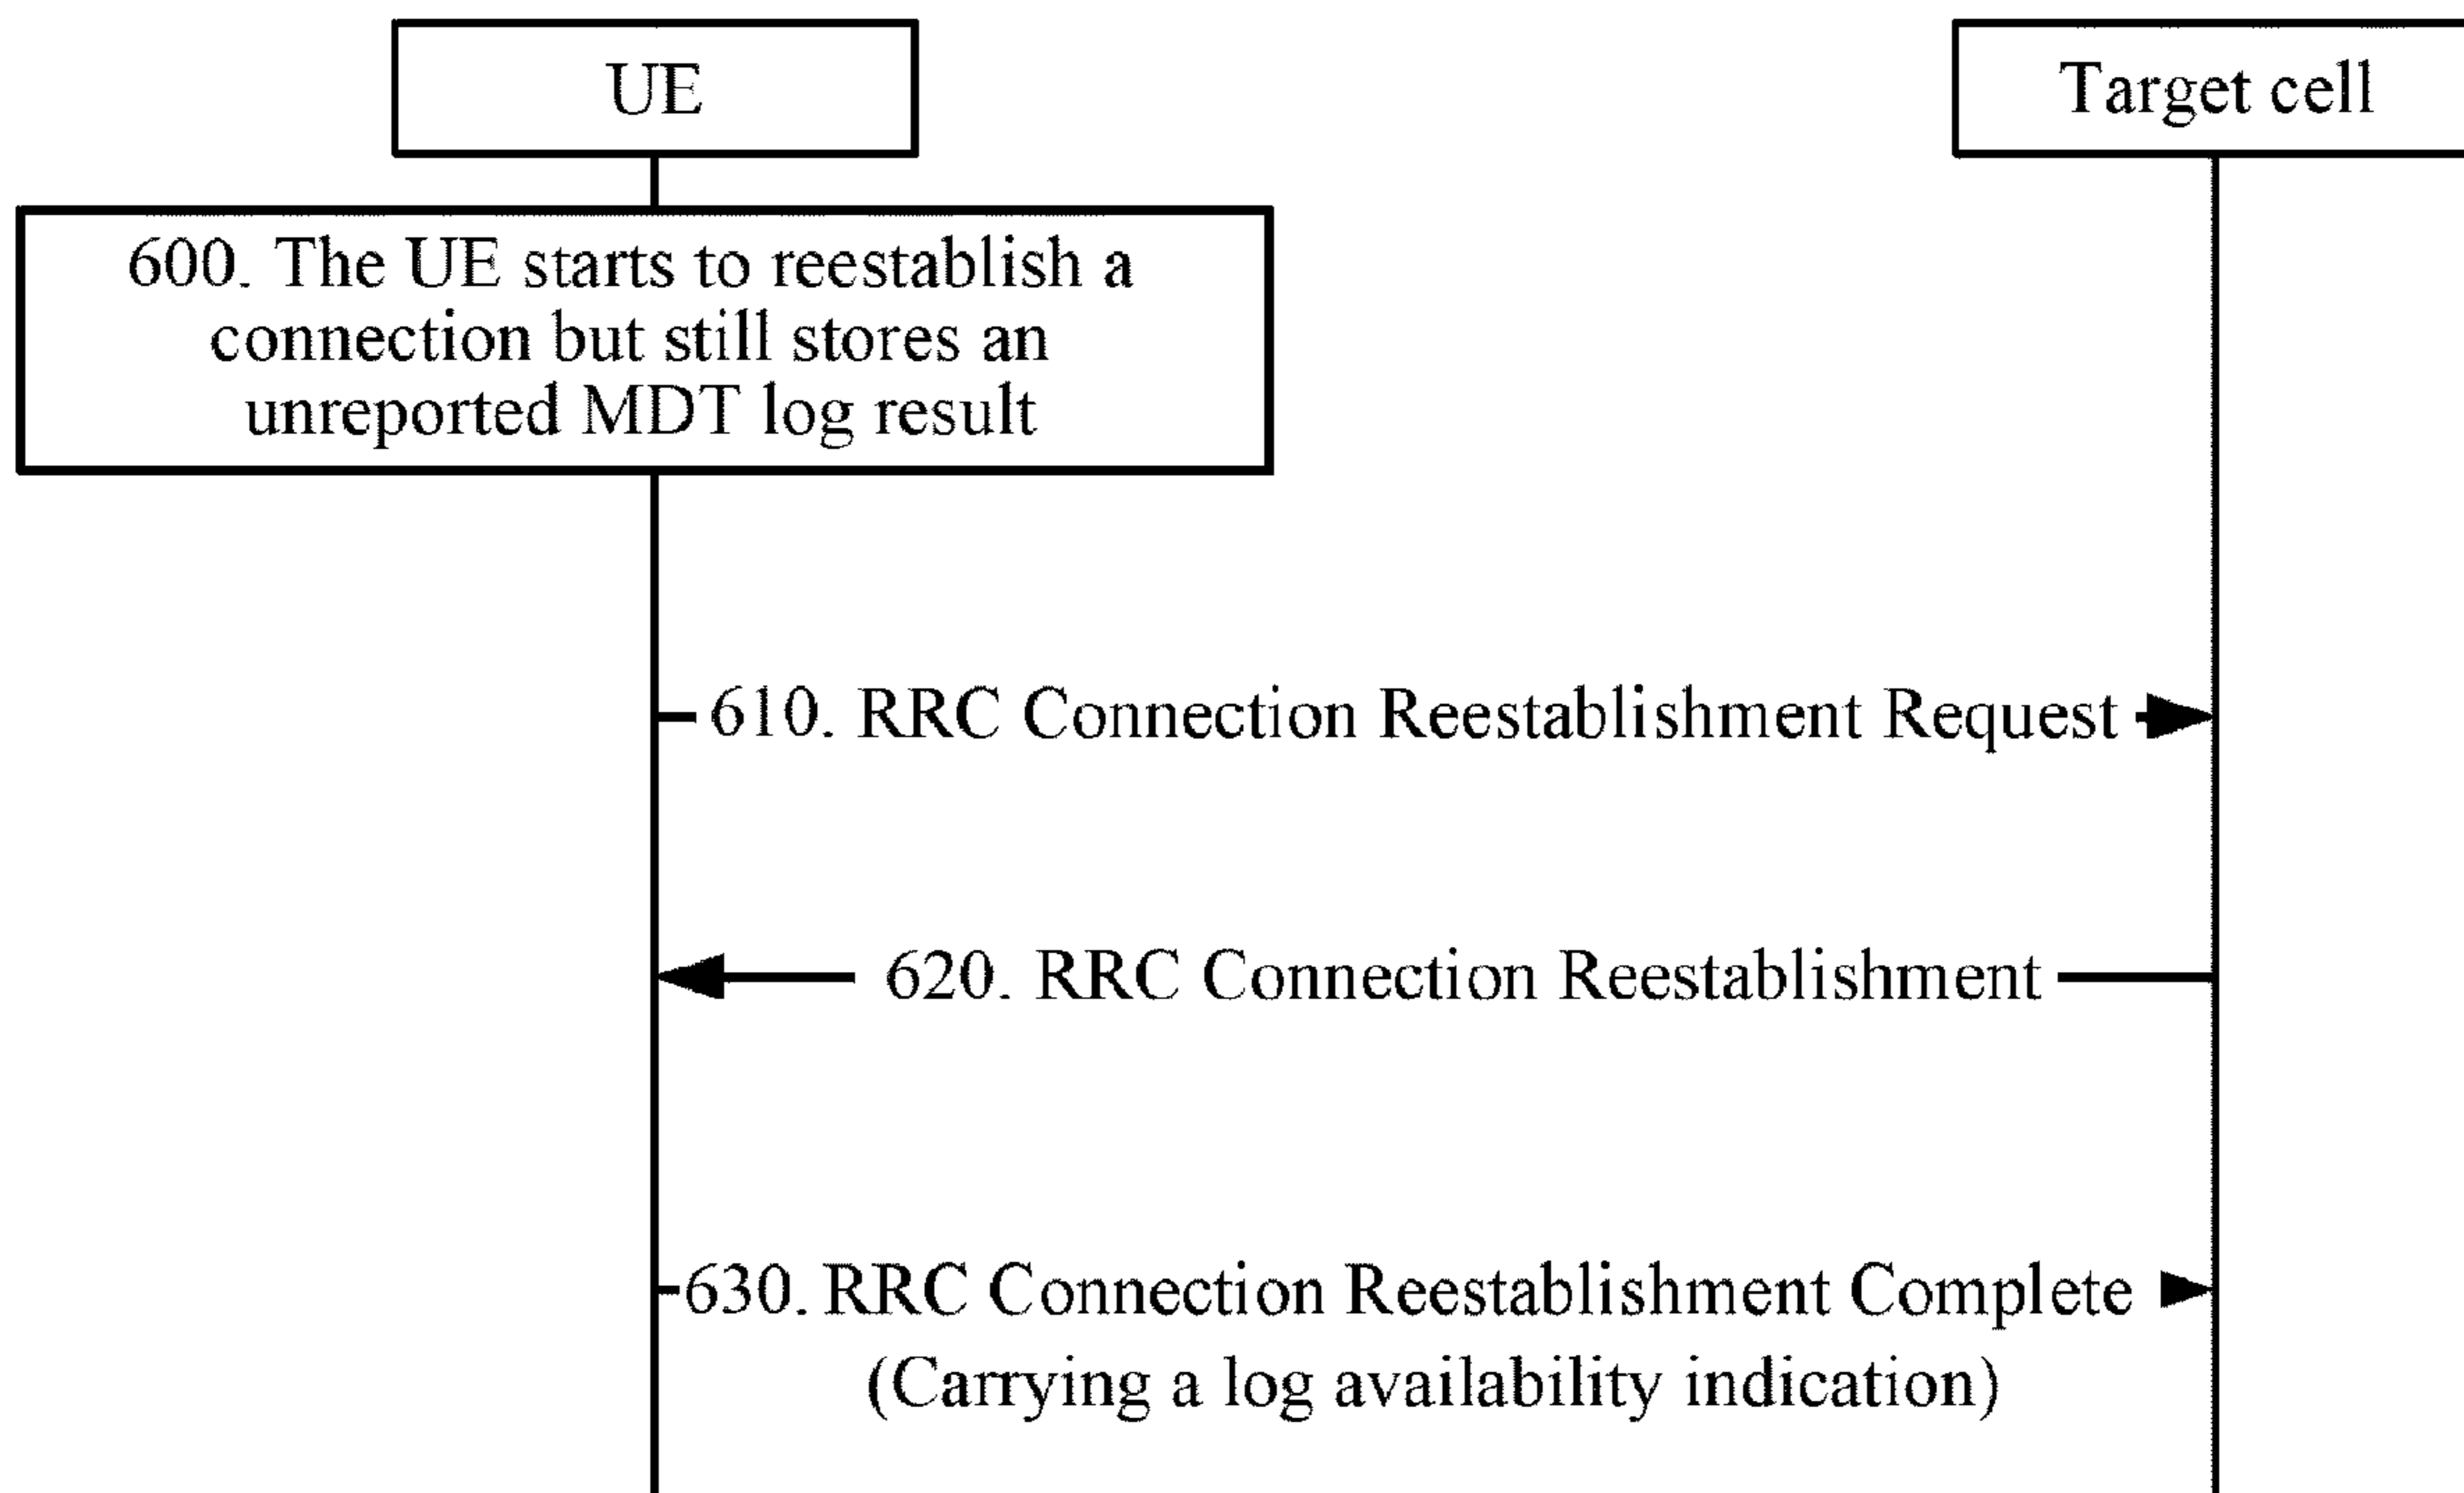 UE
Target cell
600. The UE starts to reestablish a
connection but still stores an
unreported MDT log result
610. RRC Connection Reestablishment Request
620. RRC Connection Reestablishment
630. RRC Connection Reestablishment Complete
(Carrying a log availability indication)